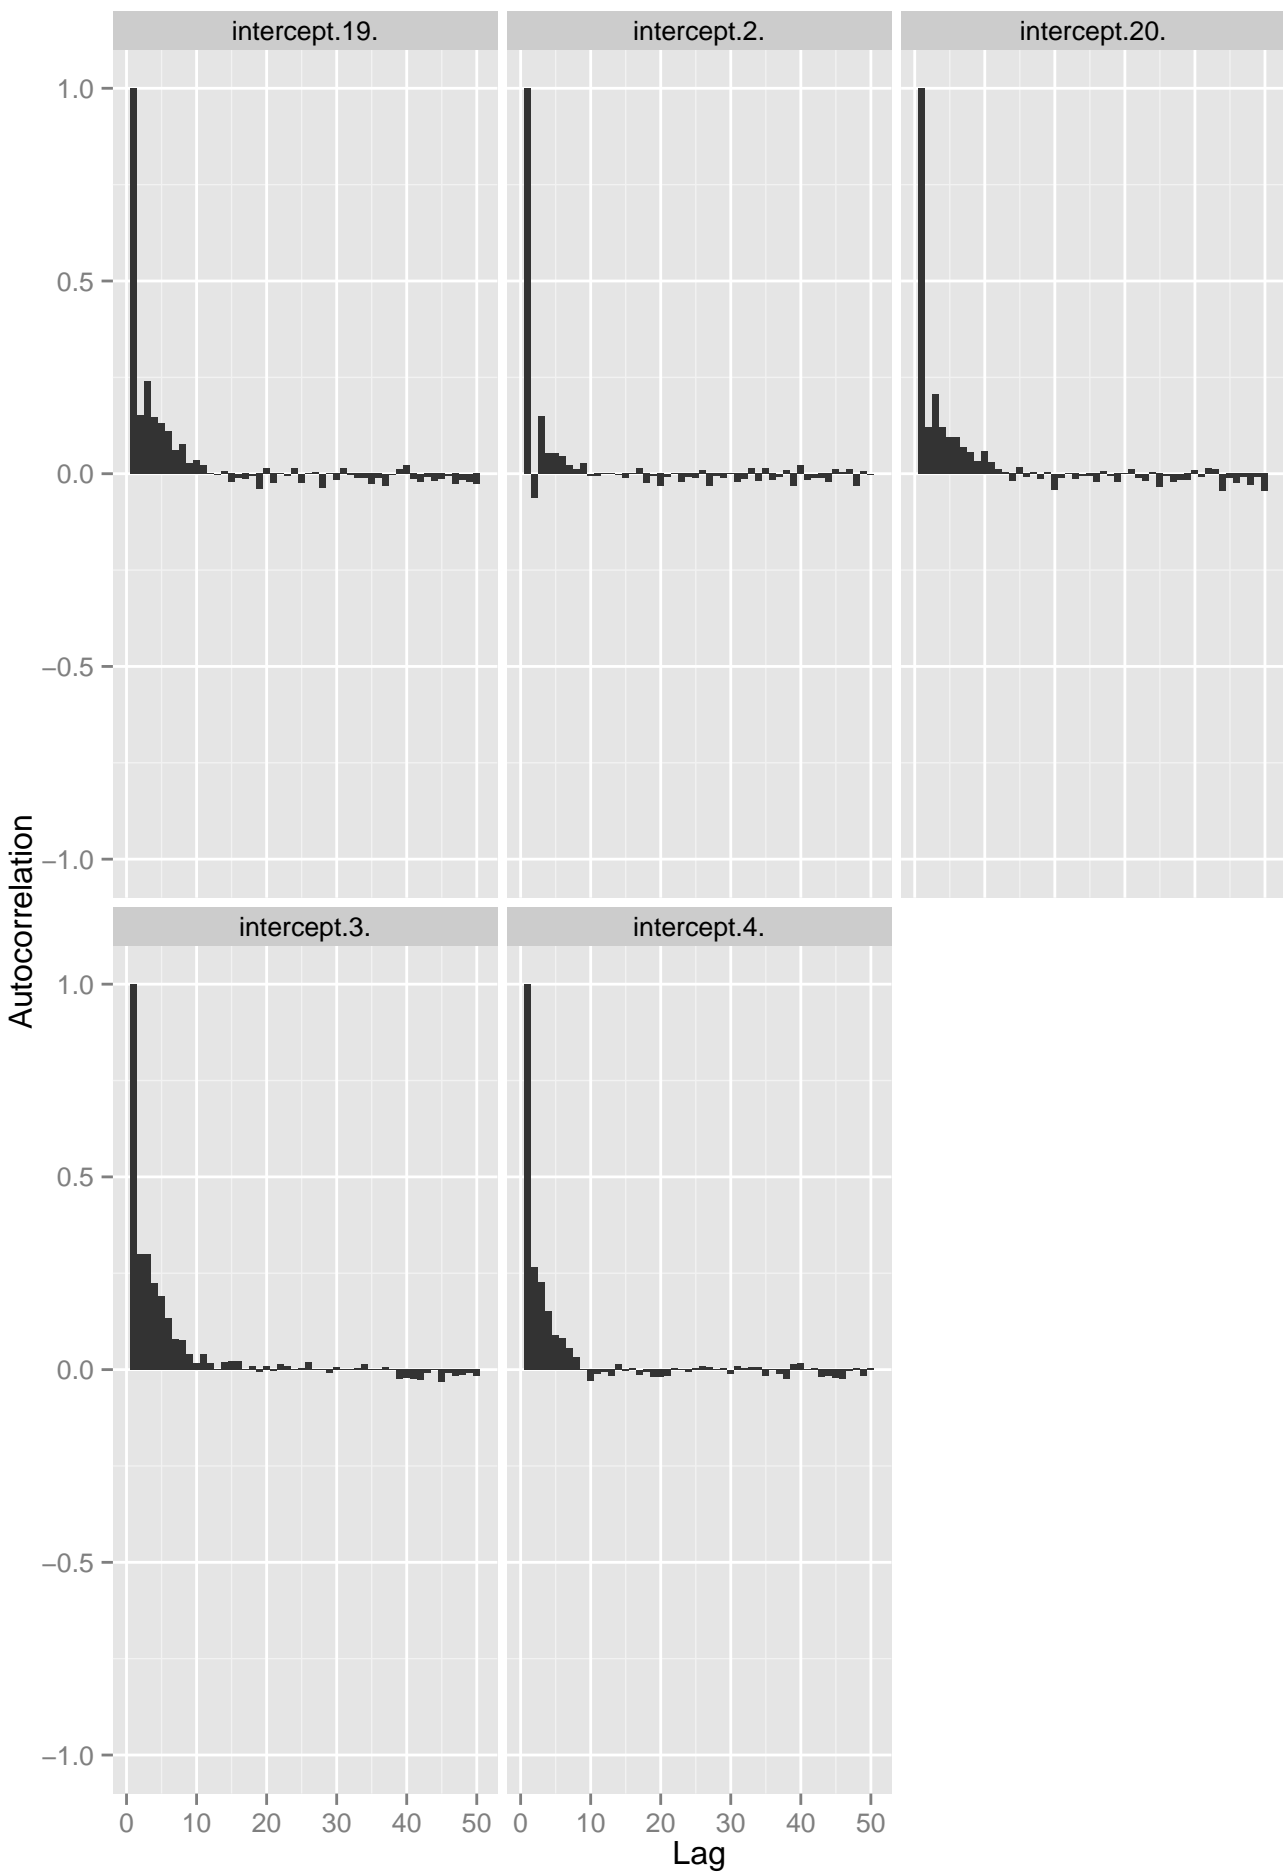 intercept.19. intercept.2. intercept.20.
1.0
0.5
0.0
−0.5
−1.0
Autocorrelation
intercept.3. intercept.4.
1.0
0.5
0.0
−0.5
−1.0
0 10 20 30 40 50 0 10 20 30 40 50
Lag